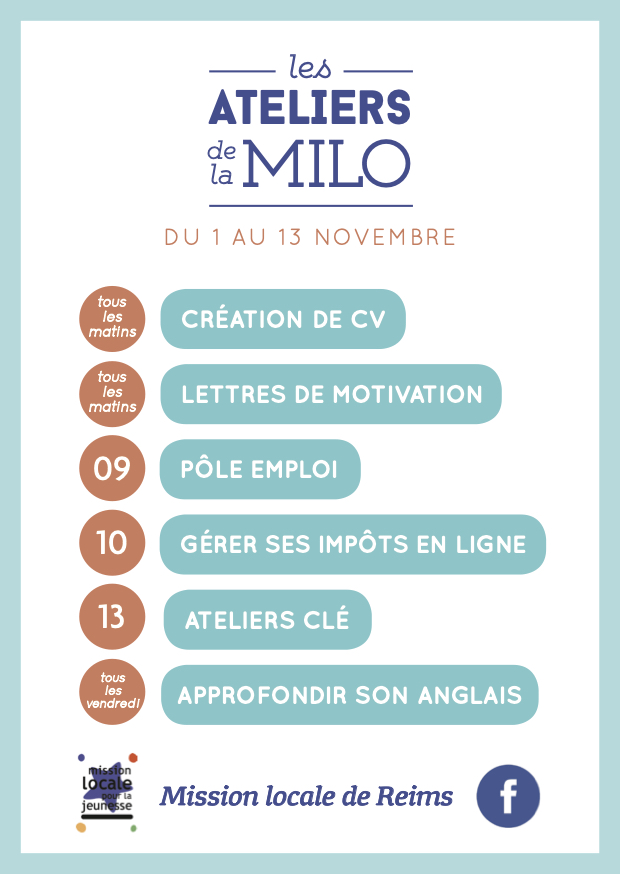 les
ATELIERS
de
la
MILO
DU 1 AU 13 NOVEMBRE
tous
les
matins
CRÉATION DE CV
tous
les
matins
LETTRES DE MOTIVATION
09
PÔLE EMPLOI
10
GÉRER SES IMPÔTS EN LIGNE
13
ATELIERS CLÉ
tous
les
vendredi
APPROFONDIR SON ANGLAIS
mission
locale
pour la
jeunesse
Mission locale de Reims
f